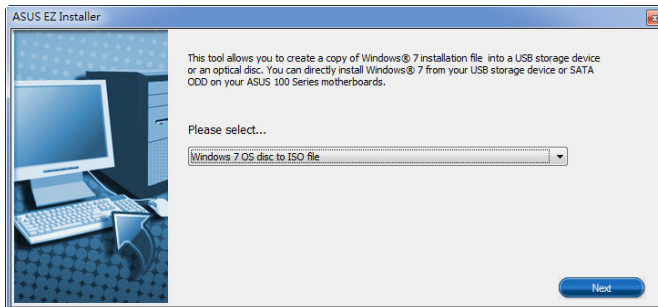 ASUS EZ Installer
This tool allows you to create a copy of Windows® 7 installation file into a USB storage device
or an optical disc. You can directly install Windows® 7 from your USB storage device or SATA
ODD on your ASUS 100 Series motherboards.
Please select...
Windows 7 OS disc to ISO file
Next